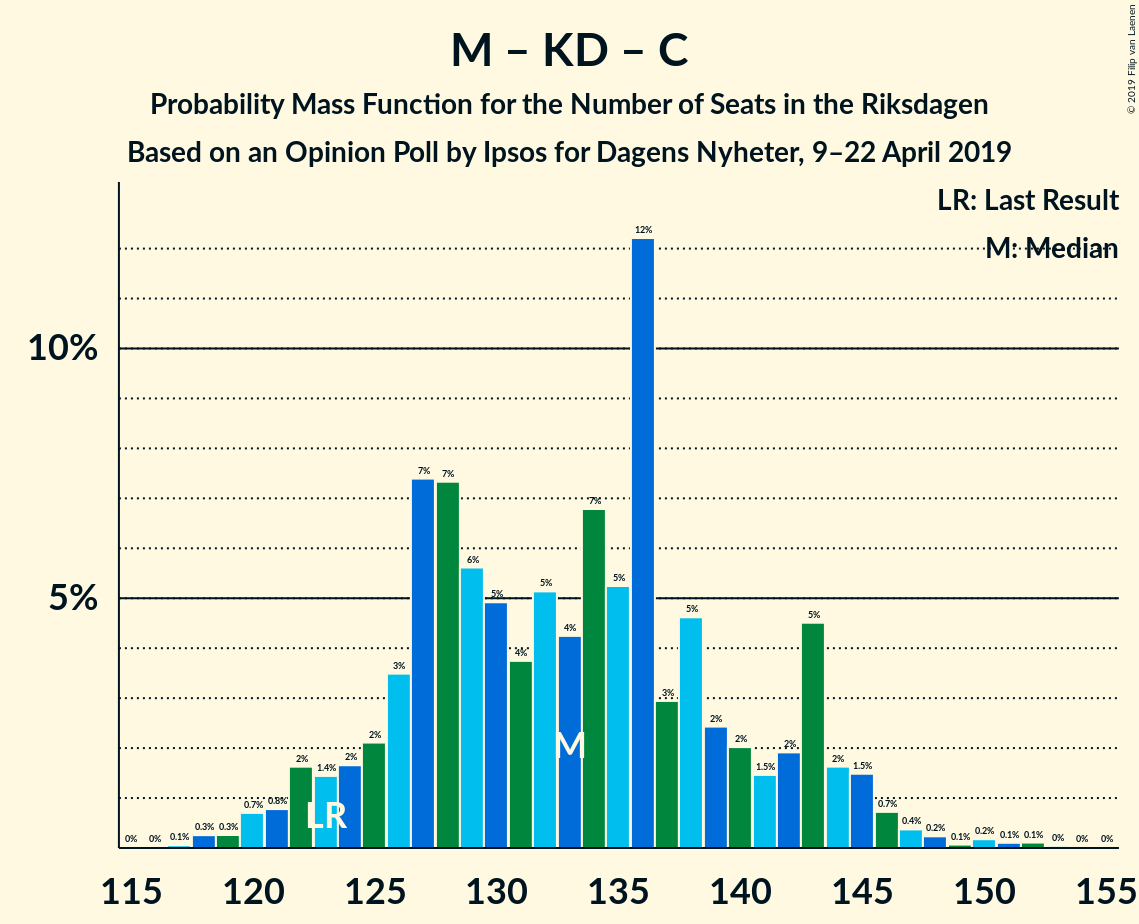 © 2019 Filip van Laenen
M – KD – C
Probability Mass Function for the Number of Seats in the Riksdagen
Based on an Opinion Poll by Ipsos for Dagens Nyheter, 9–22 April 2019
LR: Last Result
M: Median
10%
5%
0% 0% 0.1% 0.3% 0.3% 0.7% 0.8% 2% 1.4% 2% 2% 3% 7% 7% 6% 5% 4% 5% 4% 7% 5% 12% 3% 5% 2% 2% 1.5% 2% 5% 2% 1.5% 0.7% 0.4% 0.2% 0.1% 0.2% 0.1% 0.1% 0% 0% 0%
M
LR
115 120 125 130 135 140 145 150 155